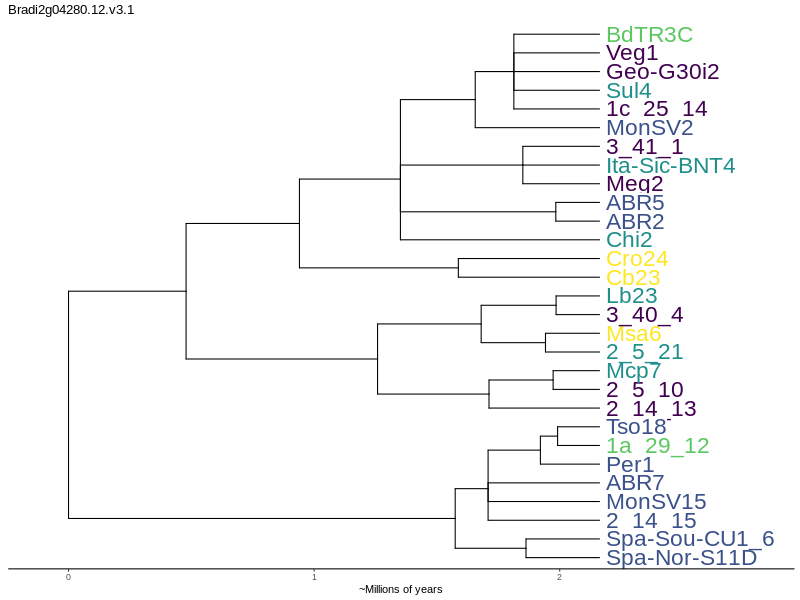 Bradi2g04280.12.v3.1
BdTR3C
Veg1
Geo-G30i2
Sul4
1c_25_14
MonSV2
3_41_1
Ita-Sic-BNT4
Meg2
ABR5
ABR2
Chi2
Cro24
Cb23
Lb23
3_40_4
Msa6
2_5_21
Mcp7
2_5_10
2_14_13
Tso18
1a_29_12
Per1
ABR7
MonSV15
2_14_15
Spa-Sou-CU1_6
Spa-Nor-S11D
0 1 2
~Millions of years